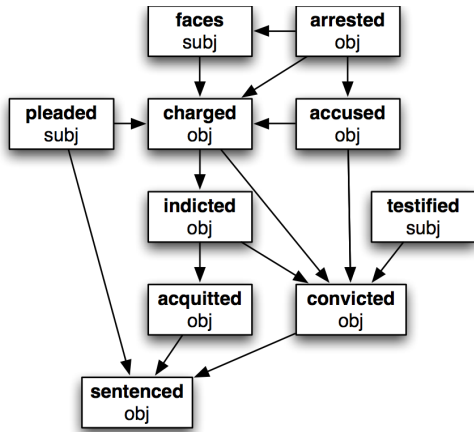 faces
subj
arrested
obj
pleaded
subj
charged
obj
accused
obj
indicted
obj
testified
subj
acquitted
obj
convicted
obj
sentenced
obj